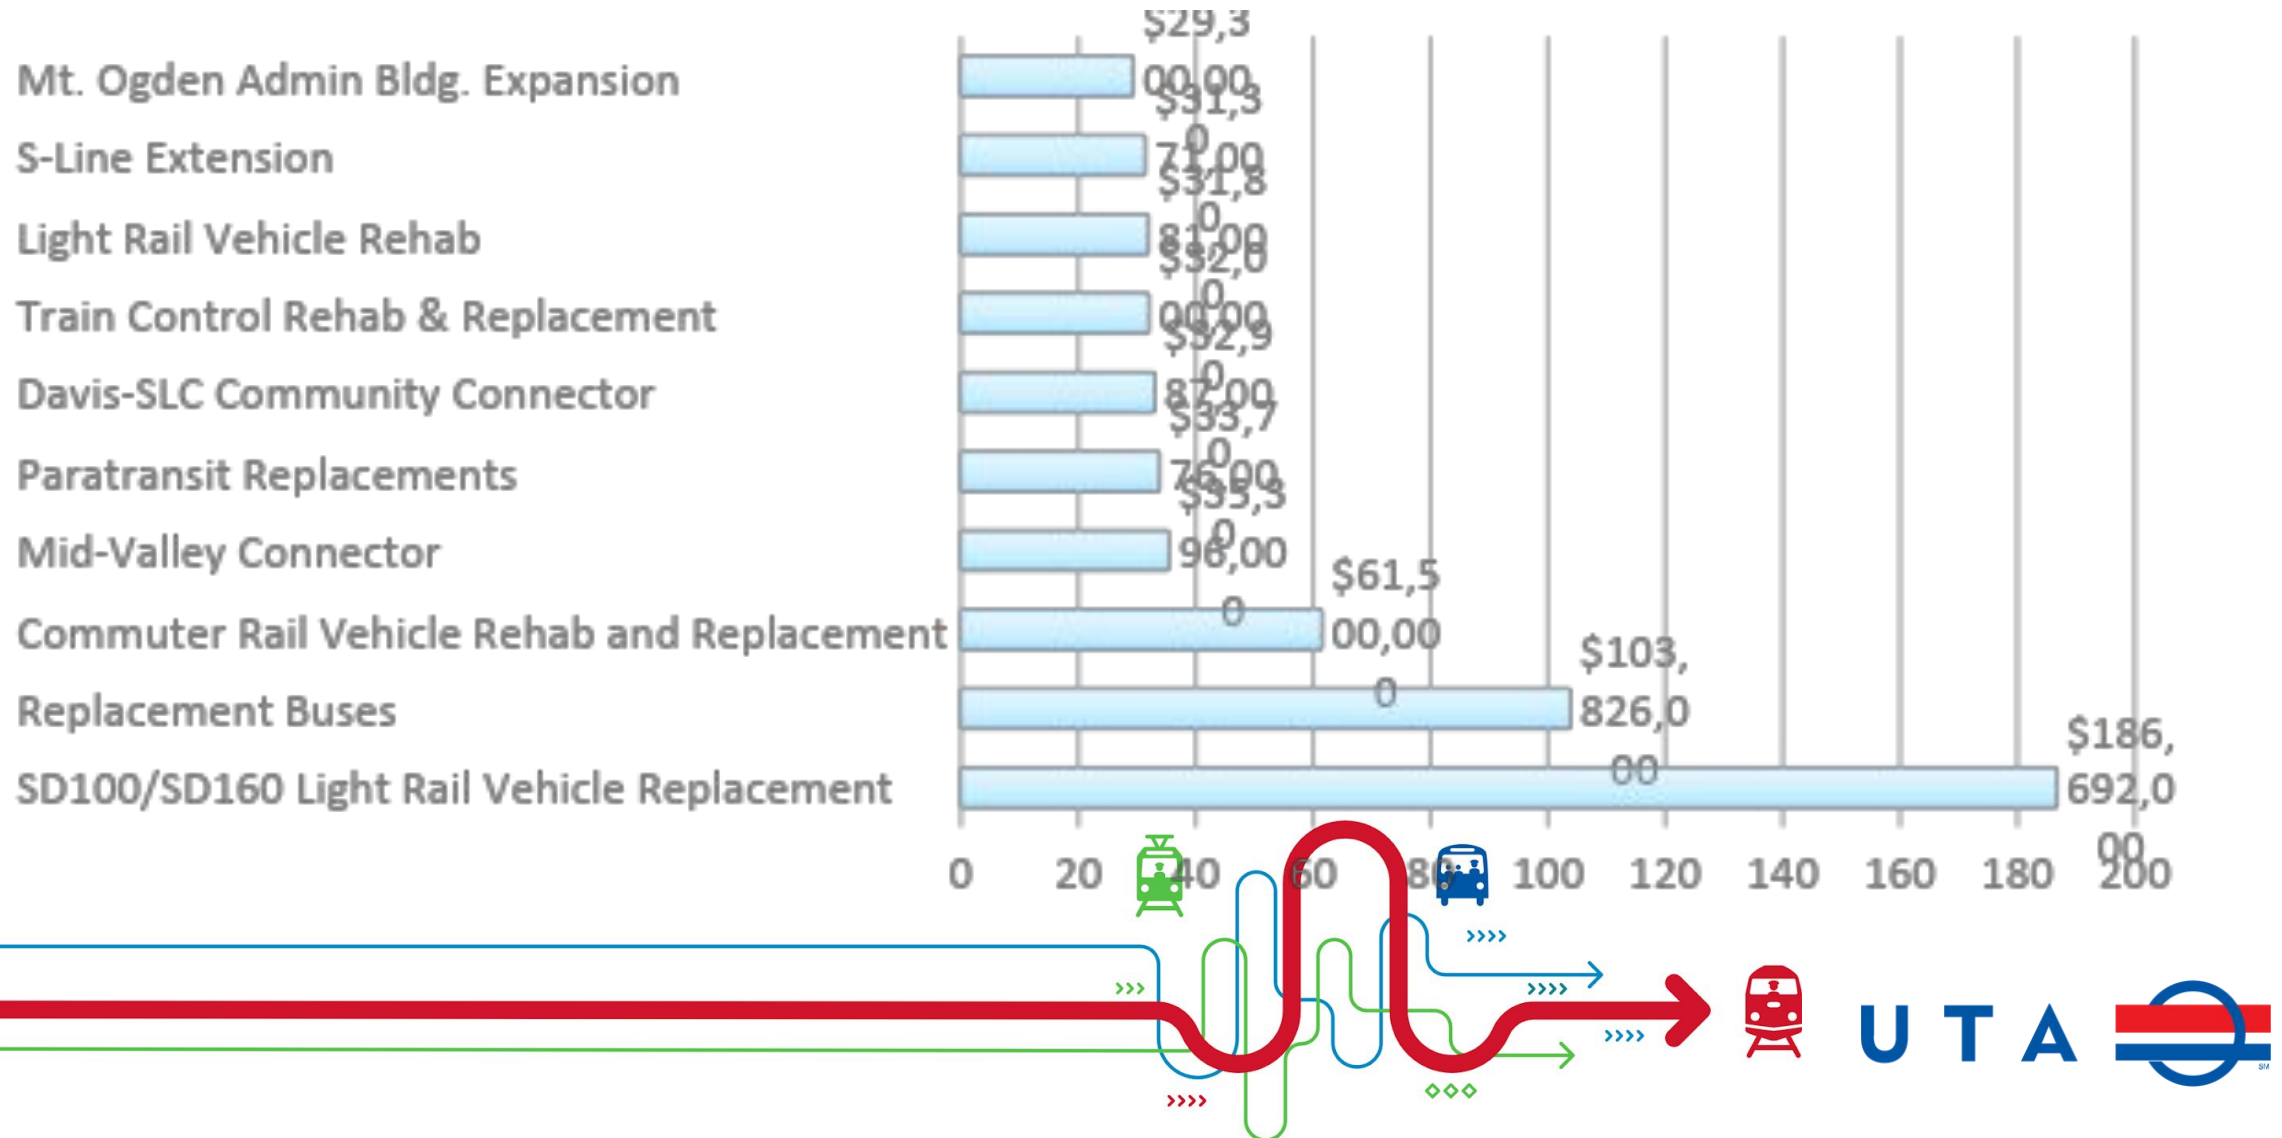 Mt. Ogden Admin Bldg. Expansion
$29,3
00,00
0
S-Line Extension
$31,3
71,00
0
Light Rail Vehicle Rehab
$31,8
81,00
0
Train Control Rehab & Replacement
$32,0
00,00
0
Davis-SLC Community Connector
$32,9
87,00
0
Paratransit Replacements
$33,7
76,00
0
Mid-Valley Connector
$35,3
96,00
0
Commuter Rail Vehicle Rehab and Replacement
$61,5
00,00
0
Replacement Buses
$103,
826,0
00
SD100/SD160 Light Rail Vehicle Replacement
$186,
692,0
00
0 20 40 60 80 100 120 140 160 180 200
UTA
SM